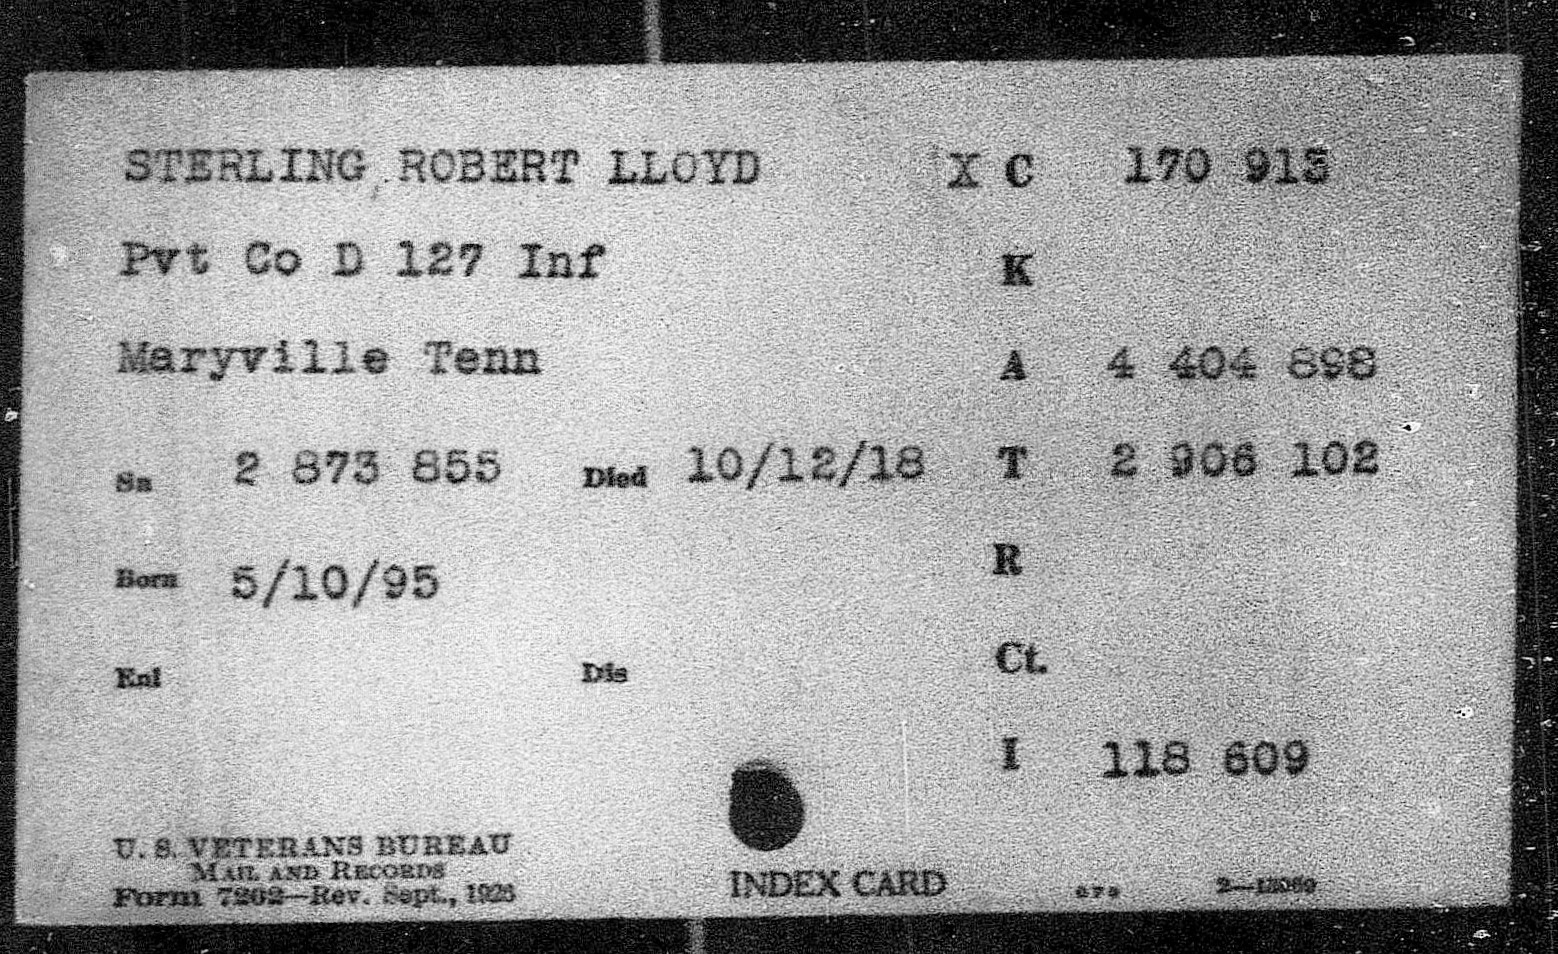 STERLING, ROBERT LLOYD X C 170 913
Pvt Co D 127 Inf K
Maryville Tenn A 4 404 898
Sn 2 873 855 Died 10/12/18 T 2 906 102
Born 5/10/95 R
Enl Dis Ct.
I 118 609
U. S. VETERANS BUREAU
MAIL AND RECORDS
Form 7202—Rev. Sept., 1926 INDEX CARD GPO